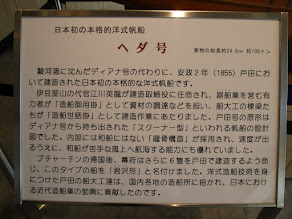 日本初の本格的洋式帆船
ヘダ号
実物の総長約24.6m 約100トン
駿河湾に沈んだディアナ号の代わりに、安政2年（1855）戸田にお
いて建造された日本初の本格的な洋式帆船です。
伊豆韮山の代官江川英龍が建造取締役に任命され、廻船業を営む有
力者が「造船御用掛」として資材の調達などを担い、船大工の棟梁た
ちが「造船世話掛」として建造作業にあたりました。戸田号の原形は
ディアナ号から持ち出された「スクーナー型」といわれる帆船の設計
図でした。内部には和船にはない「龍骨構造」が採用され、速度が出
るうえに、和船が苦手な風上へ航海する能力にも優れていました。
プチャーチンの帰国後、幕府はさらに6隻を戸田で建造するよう命
じ、このタイプの船を「君沢形」と名付けました。洋式造船技術を身
につけた戸田の船大工達は、国内各地の造船所に招かれ、日本におけ
る近代造船業の発展に貢献したのです。